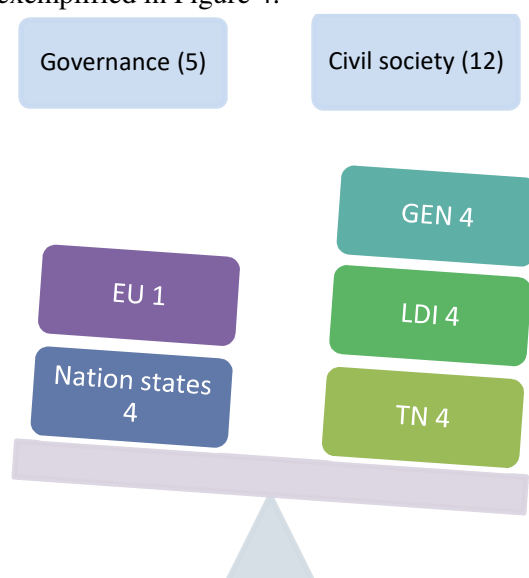 exemplified in Figure 4.
Governance (5)
Civil society (12)
GEN 4
EU 1
LDI 4
Nation states
4
TN 4